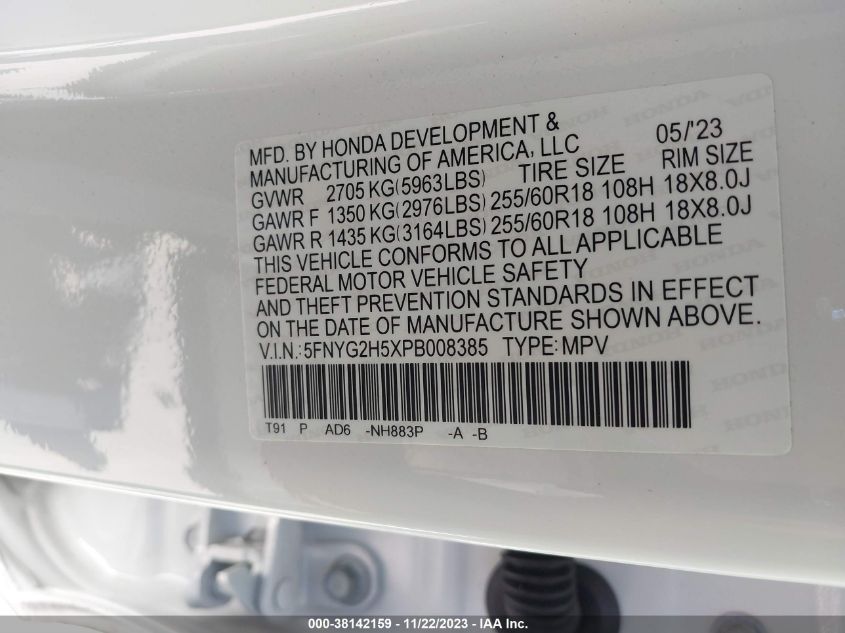 MFD. BY HONDA DEVELOPMENT & 05/'23
MANUFACTURING OF AMERICA, LLC
TIRE SIZE RIM SIZE
GVWR 2705 KG(5963LBS)
GAWR F 1350 KG(2976LBS) 255/60R18 108H 18X8.0J
GAWR R 1435 KG(3164LBS) 255/60R18 108H 18X8.0J
THIS VEHICLE CONFORMS TO ALL APPLICABLE
FEDERAL MOTOR VEHICLE SAFETY
AND THEFT PREVENTION STANDARDS IN EFFECT
ON THE DATE OF MANUFACTURE SHOWN ABOVE.
V.I.N.: 5FNYG2H5XPB008385 TYPE: MPV
T91 P AD6 -NH883P -A -B
000-38142159 - 11/22/2023 - IAA Inc.